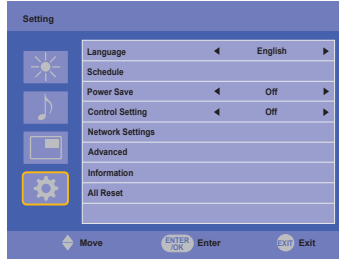 Setting
Language English
Schedule
Power Save Off
Control Setting Off
Network Settings
Advanced
Information
All Reset
Move ENTER /OK Enter EXIT Exit